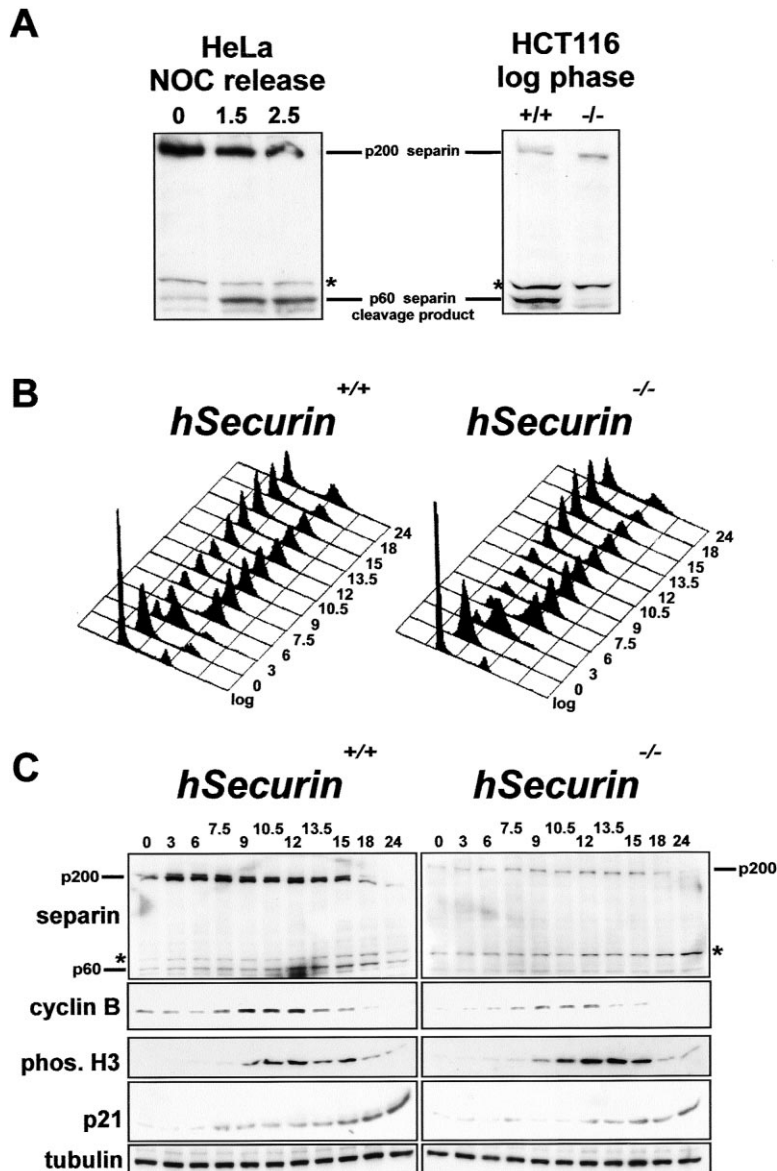 A
HeLa
NOC release
0 1.5 2.5
HCT116
log phase
+/+ -/-
p200 separin
*
*
p60 separin
cleavage product
B
hSecurin +/+
hSecurin -/-
log 0 3 6 7.5 9 10.5 12 13.5 15 18 24
log 0 3 6 7.5 9 10.5 12 13.5 15 18 24
C
hSecurin +/+
hSecurin -/-
0 3 6 7.5 9 10.5 12 13.5 15 18 24
0 3 6 7.5 9 10.5 12 13.5 15 18 24
p200
p200
separin
*
*
p60
cyclin B
phos. H3
p21
tubulin